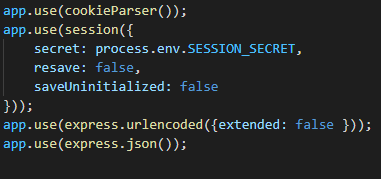 app.use(cookieParser());
app.use(session({
    secret: process.env.SESSION_SECRET,
    resave: false,
    saveUninitialized: false
}));
app.use(express.urlencoded({extended: false }));
app.use(express.json());